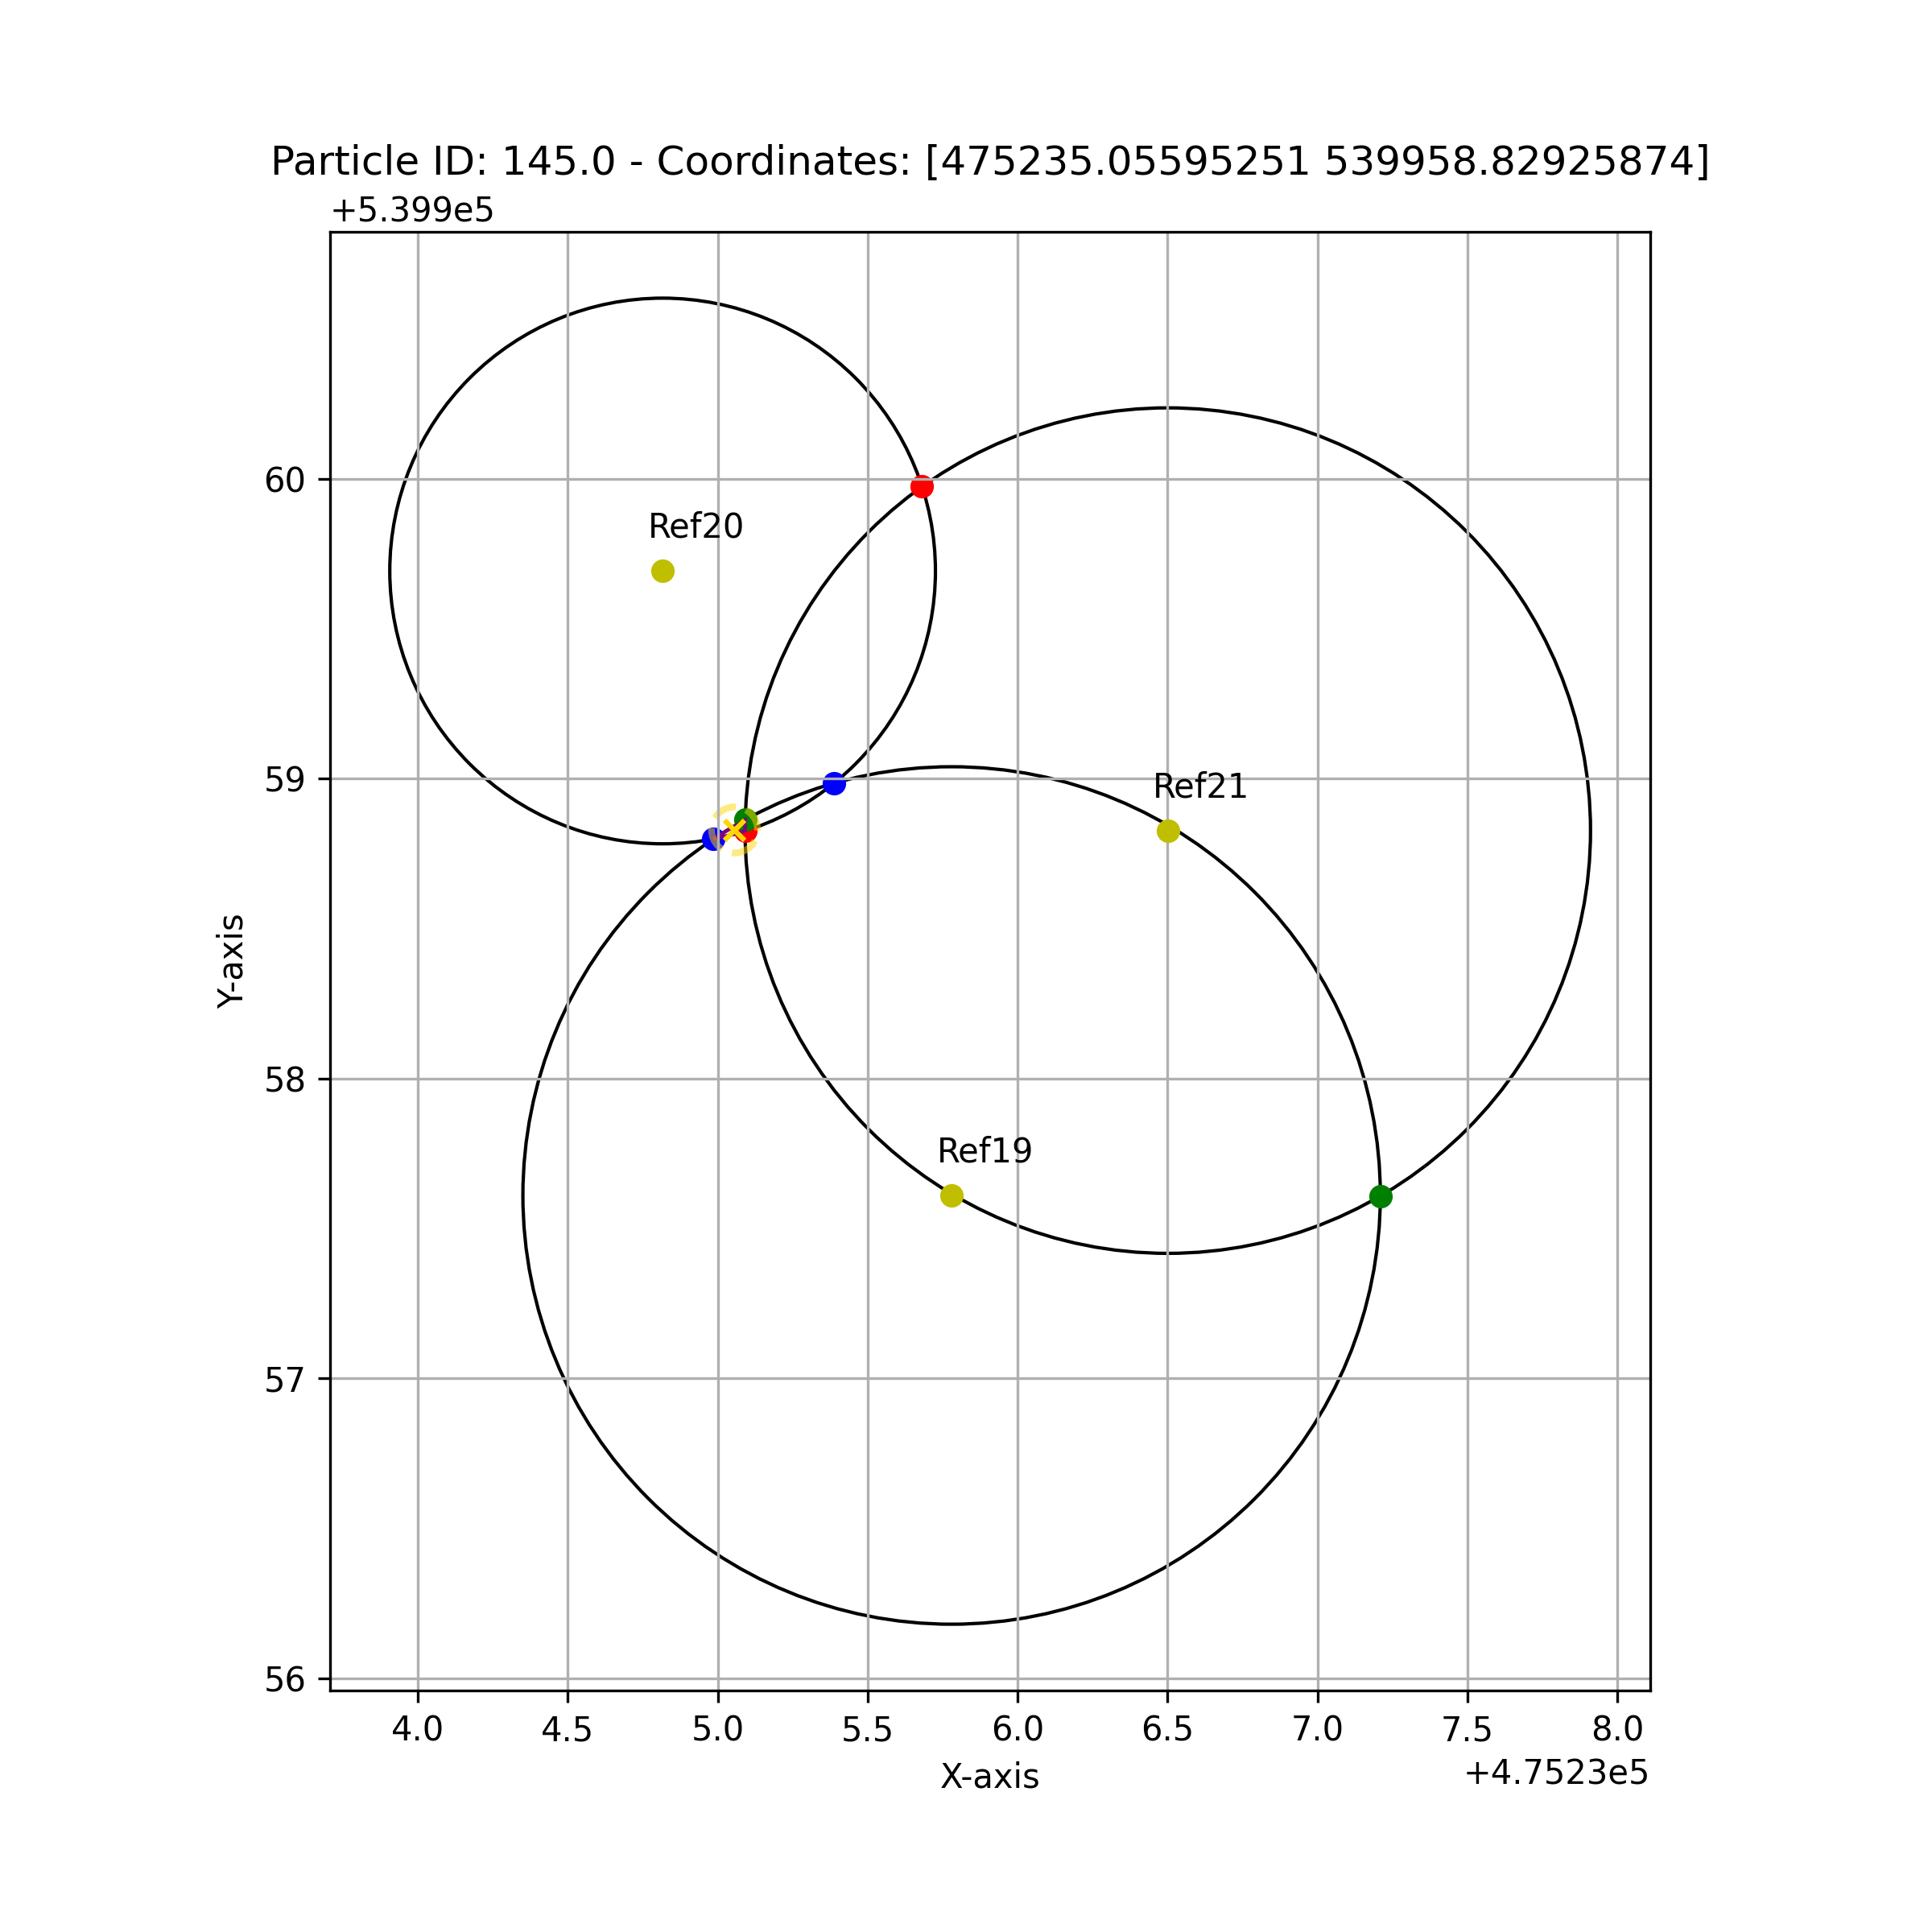 Particle ID: 145.0 - Coordinates: [475235.05595251 539958.82925874]
+5.399e5
60
Ref20
59
Ref21
Y-axis
58
Ref19
57
56
4.0 4.5 5.0 5.5 6.0 6.5 7.0 7.5 8.0
X-axis
+4.7523e5